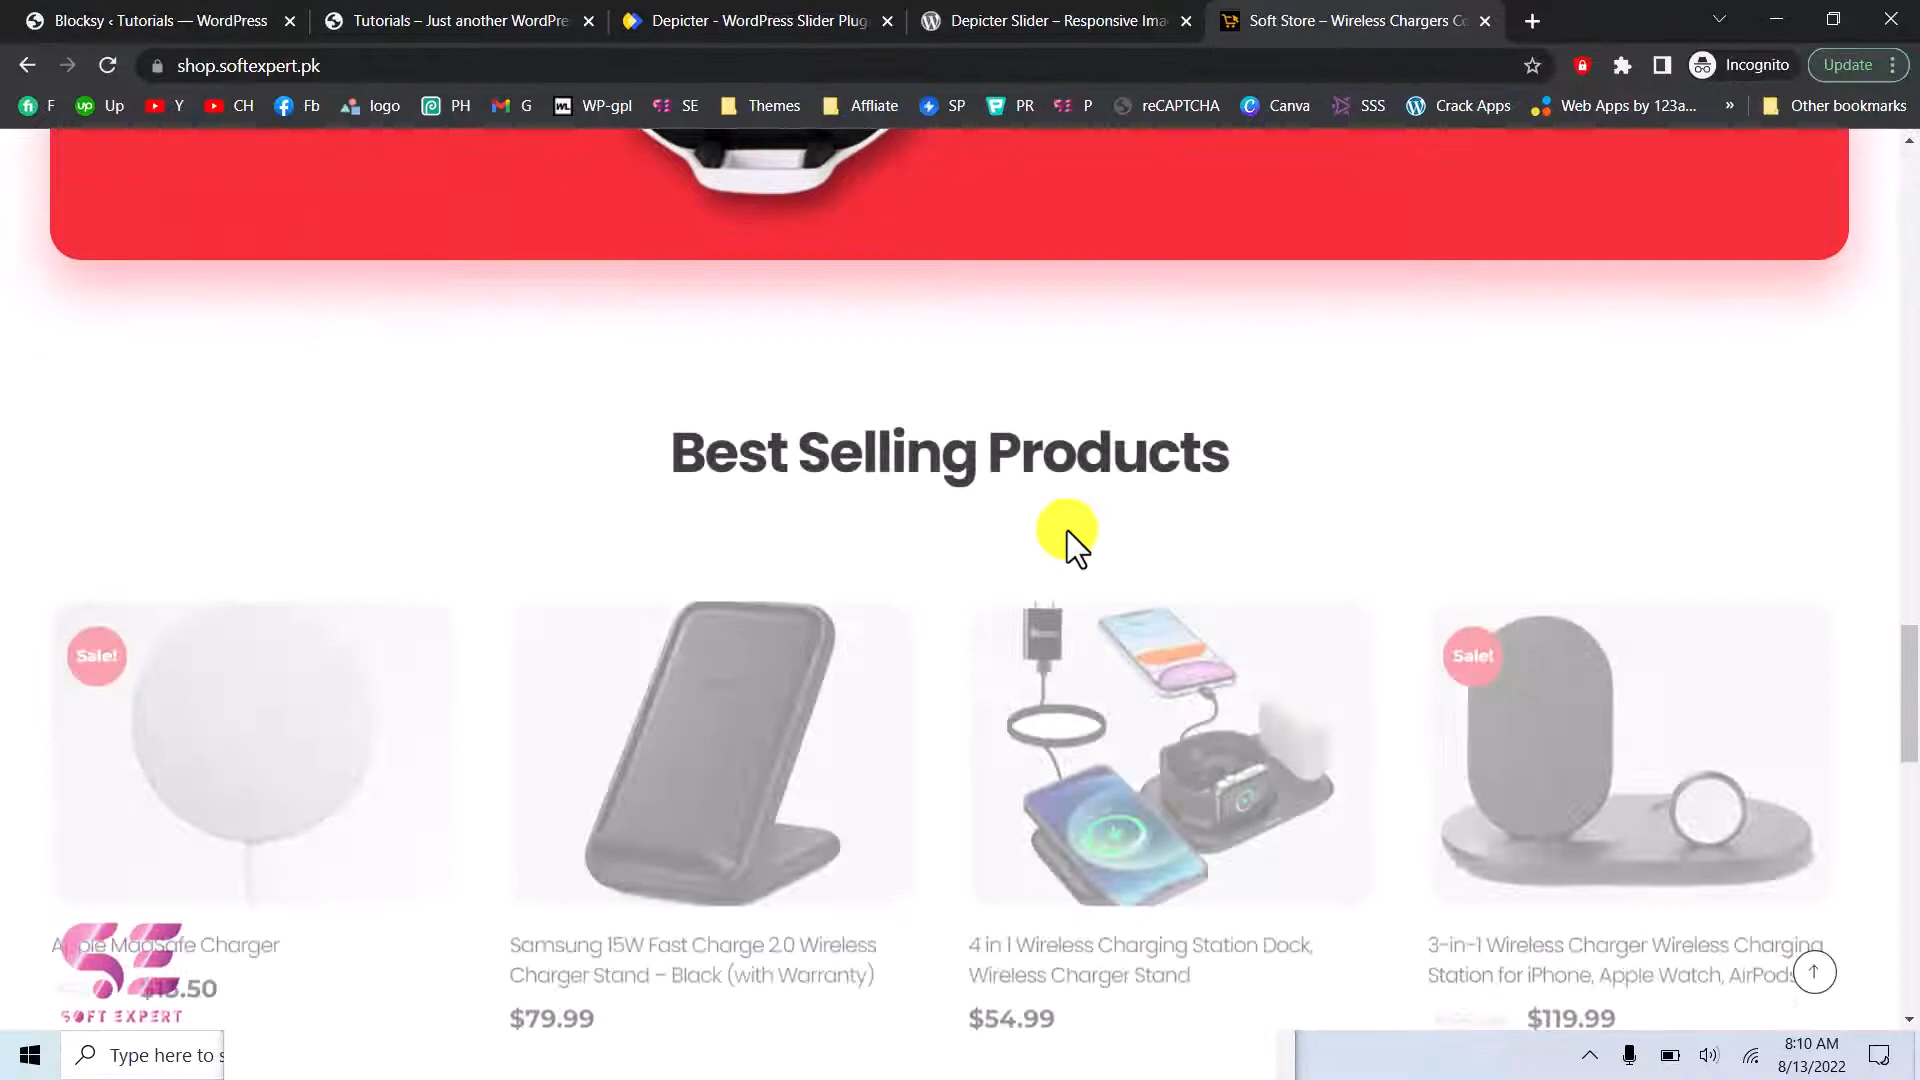 Blocksy ‹ Tutorials — WordPress
Tutorials – Just another WordPre
Depicter - WordPress Slider Plug
Depicter Slider – Responsive Ima
Soft Store – Wireless Chargers Co
shop.softexpert.pk
Incognito
Update
F
Up
Y
CH
Fb
logo
PH
G
WP-gpl
SE
Themes
Affliate
SP
PR
P
reCAPTCHA
Canva
SSS
Crack Apps
Web Apps by 123a...
»
Other bookmarks
Best Selling Products
Sale!
Sale!
Apple MagSafe Charger
Samsung 15W Fast Charge 2.0 Wireless
Charger Stand – Black (with Warranty)
$79.99
4 in 1 Wireless Charging Station Dock,
Wireless Charger Stand
$54.99
3-in-1 Wireless Charger Wireless Charging
Station for iPhone, Apple Watch, AirPods
$119.99
SE
SOFT EXPERT
Type here to s
8:10 AM
8/13/2022